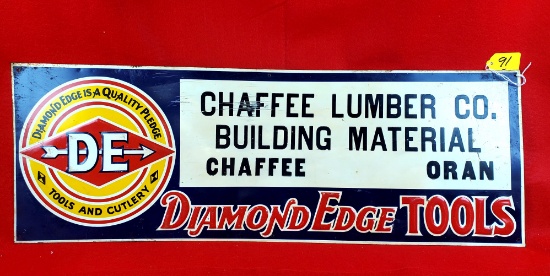 DIAMOND EDGE IS A QUALITY PLEDGE
DE
TOOLS AND CUTLERY
CHAFFEE LUMBER CO.
BUILDING MATERIAL
CHAFFEE ORAN
DIAMOND EDGE TOOLS
91